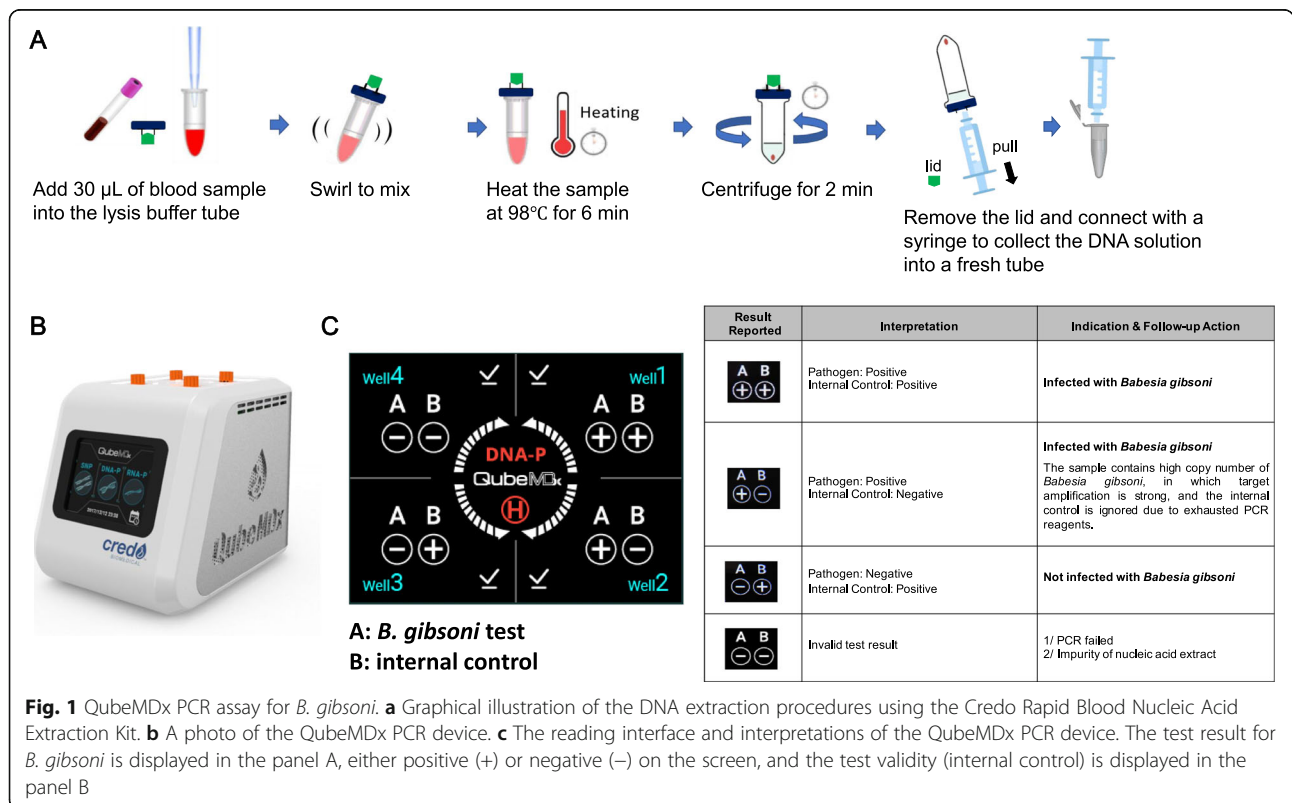 A
Heating
lid
pull
Add 30 µL of blood sample
into the lysis buffer tube
Swirl to mix
Heat the sample
at 98℃ for 6 min
Centrifuge for 2 min
Remove the lid and connect with a
syringe to collect the DNA solution
into a fresh tube
B
QubeMDx
SNP DNA-P RNA-P
credo
BIOMEDICAL
C
Well4
Well1
A B
− −
A B
+ +
DNA-P
QubeMDx
H
A B
− +
A B
+ −
Well3
Well2
A: B. gibsoni test
B: internal control
Result
Reported
Interpretation
Indication & Follow-up Action
A B
+ +
Pathogen: Positive
Internal Control: Positive
Infected with Babesia gibsoni
A B
+ −
Pathogen: Positive
Internal Control: Negative
Infected with Babesia gibsoni
The sample contains high copy number of
Babesia gibsoni, in which target
amplification is strong, and the internal
control is ignored due to exhausted PCR
reagents.
A B
− +
Pathogen: Negative
Internal Control: Positive
Not infected with Babesia gibsoni
A B
− −
Invalid test result
1/ PCR failed
2/ Impurity of nucleic acid extract
Fig. 1 QubeMDx PCR assay for B. gibsoni. a Graphical illustration of the DNA extraction procedures using the Credo Rapid Blood Nucleic Acid
Extraction Kit. b A photo of the QubeMDx PCR device. c The reading interface and interpretations of the QubeMDx PCR device. The test result for
B. gibsoni is displayed in the panel A, either positive (+) or negative (−) on the screen, and the test validity (internal control) is displayed in the
panel B